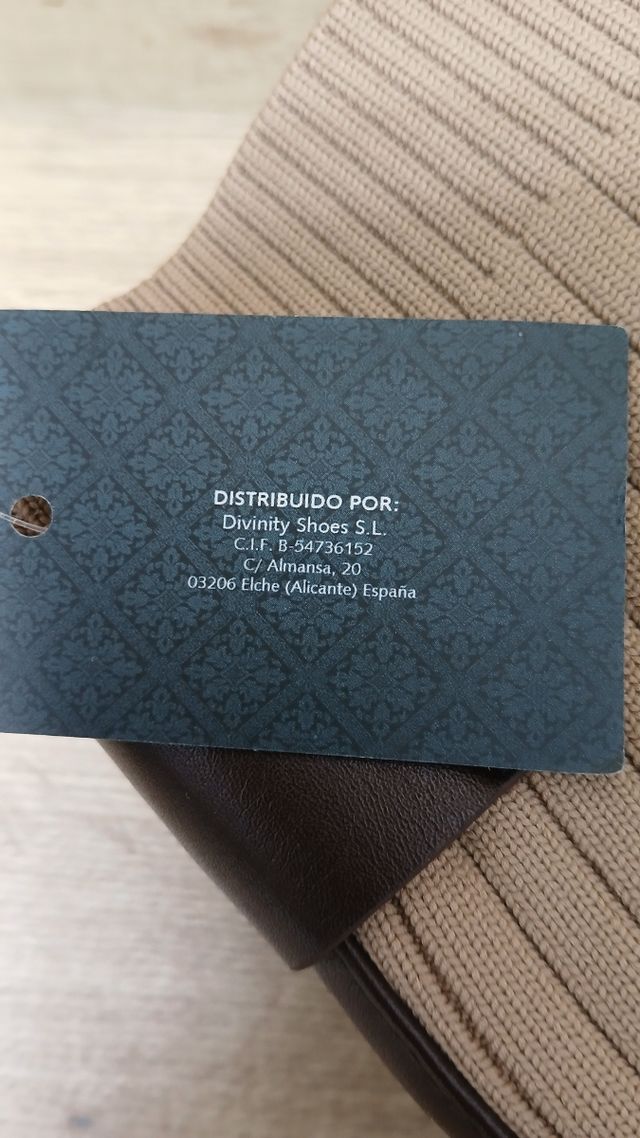 DISTRIBUIDO POR:
Divinity Shoes S.L.
C.I.F. B-54736152
C/ Almansa, 20
03206 Elche (Alicante) España